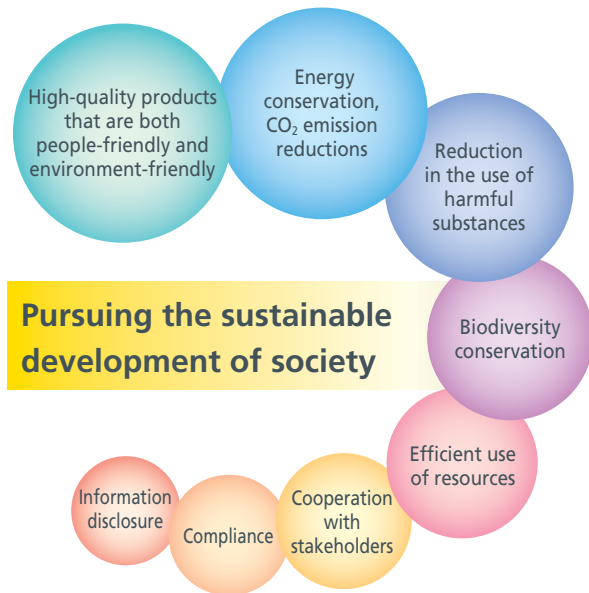 High-quality products
that are both
people-friendly and
environment-friendly
Energy
conservation,
CO₂ emission
reductions
Reduction
in the use of
harmful
substances
Pursuing the sustainable
development of society
Biodiversity
conservation
Efficient use
of resources
Cooperation
with
stakeholders
Compliance
Information
disclosure